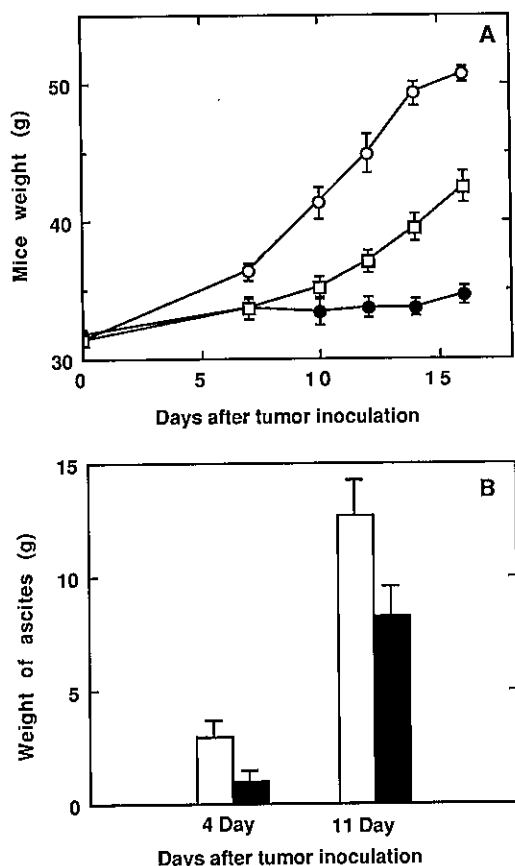 A
Mice weight (g)
50
40
30
0
5
10
15
Days after tumor inoculation
B
Weight of ascites (g)
15
10
5
0
4 Day
11 Day
Days after tumor inoculation